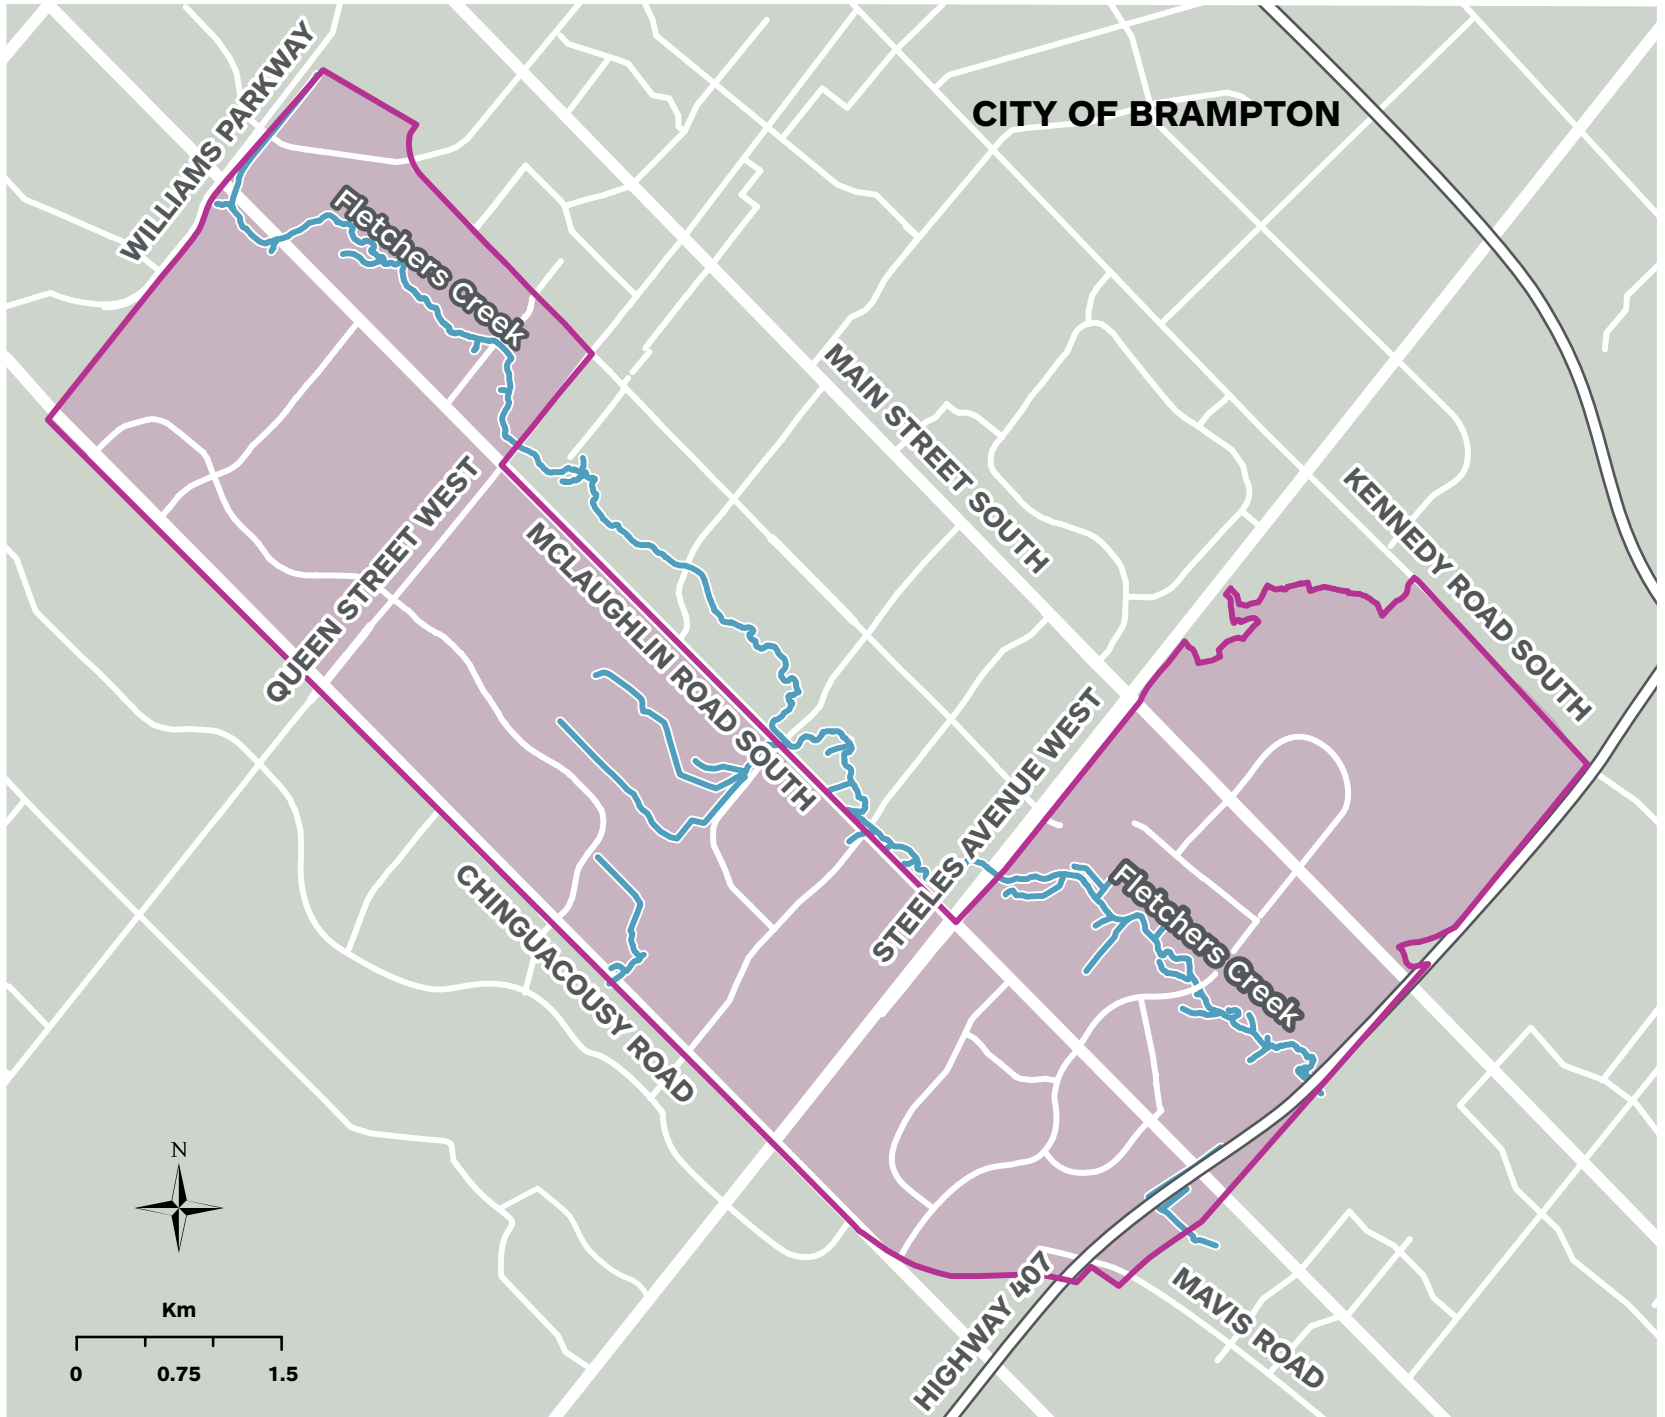 WILLIAMS PARKWAY
CITY OF BRAMPTON
Fletchers Creek
MAIN STREET SOUTH
QUEEN STREET WEST
KENNEDY ROAD SOUTH
MCLAUGHLIN ROAD SOUTH
STEELES AVENUE WEST
CHINGUACOUSY ROAD
Fletchers Creek
N
HIGHWAY 407
MAVIS ROAD
Km
0 0.75 1.5